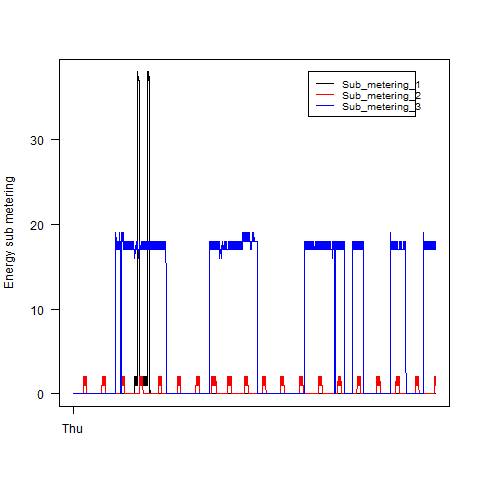 Energy sub metering
30
20
10
0
Thu
Sub_metering_1
Sub_metering_2
Sub_metering_3